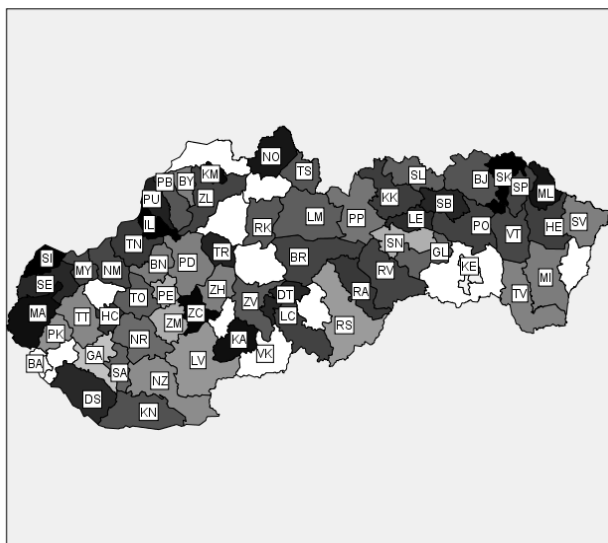 NO
KM
TS
PB
BY
SL
BJ
SK
SP
ML
PU
ZL
KK
SB
IL
RK
LM
PP
LE
PO
VT
HE
SV
TN
TR
SN
GL
SI
MY
NM
BN
PD
BR
RV
KE
MI
SE
TO
PE
ZH
ZV
DT
RA
TV
MA
TT
HC
ZM
ZC
LC
RS
PK
NR
KA
VK
BA
GA
SA
NZ
LV
DS
KN